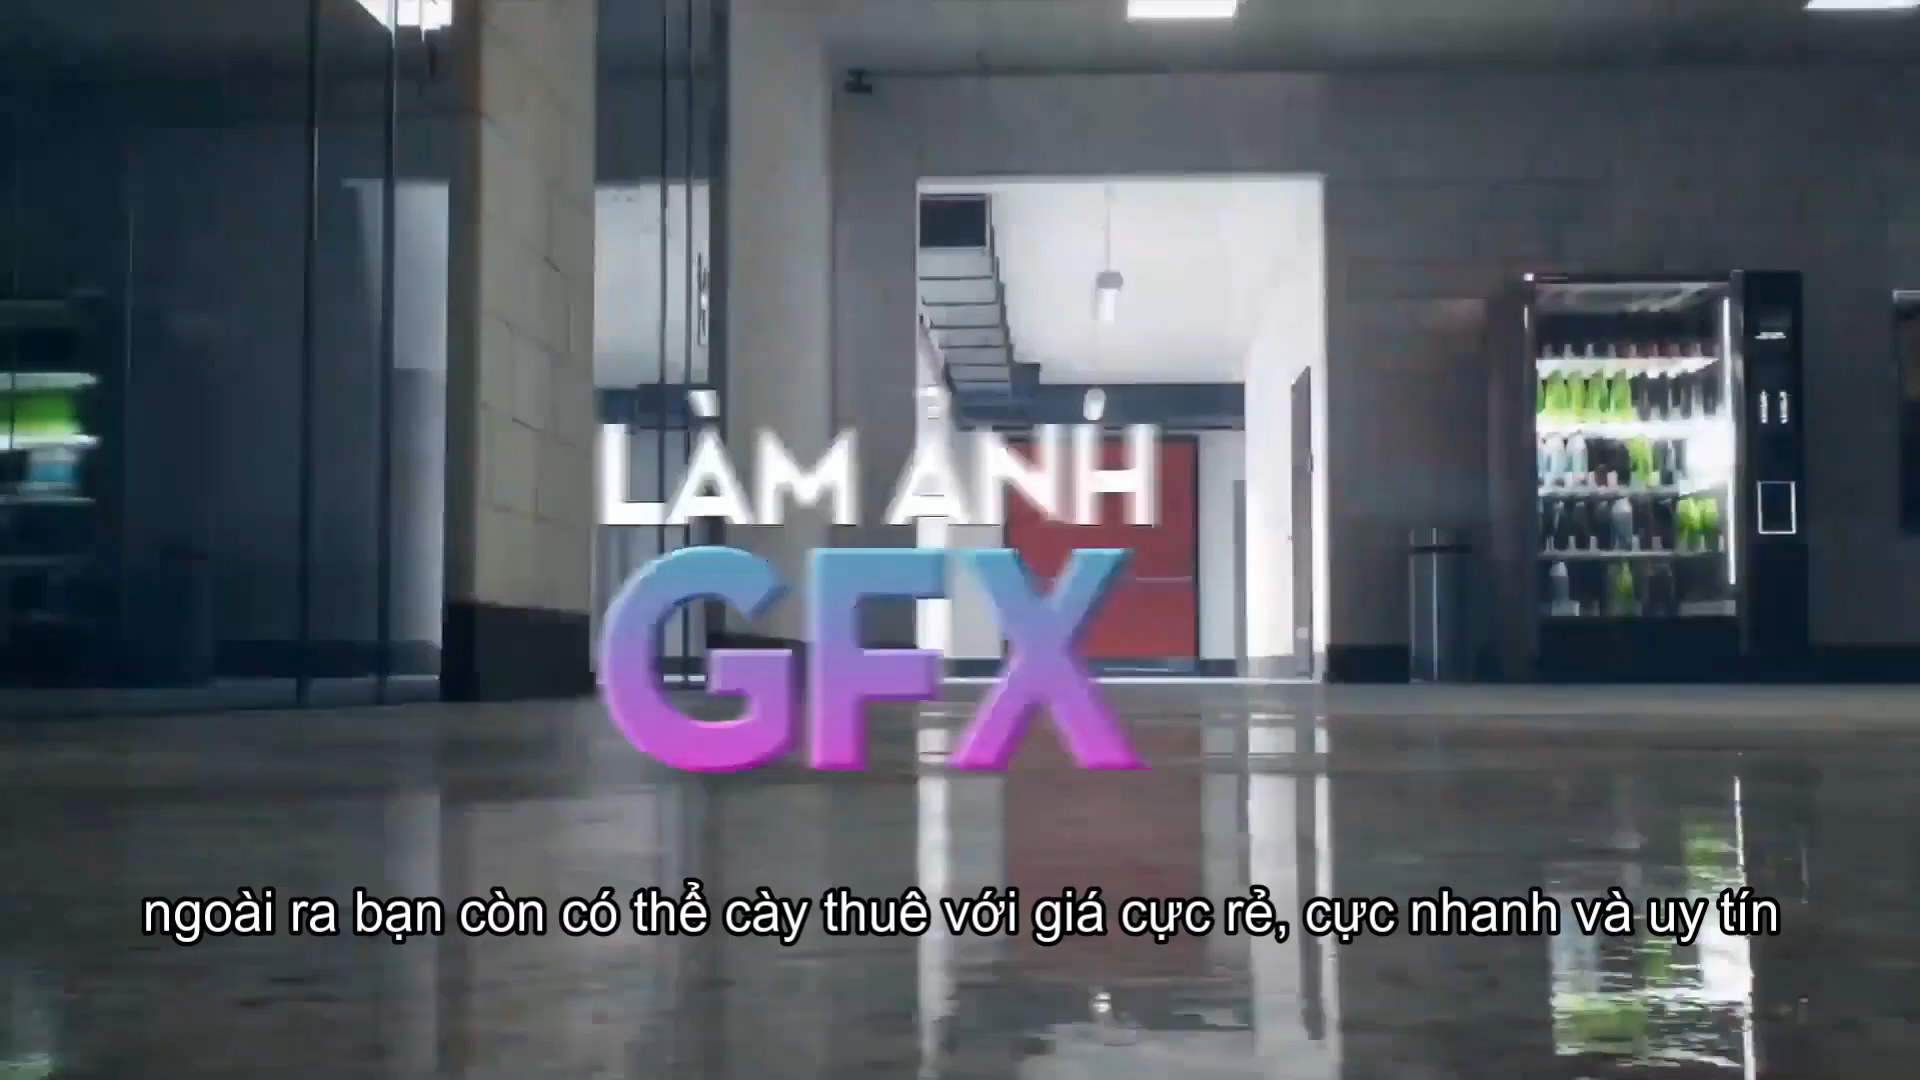 LÀM ẢNH
GFX
ngoài ra bạn còn có thể cày thuê với giá cực rẻ, cực nhanh và uy tín